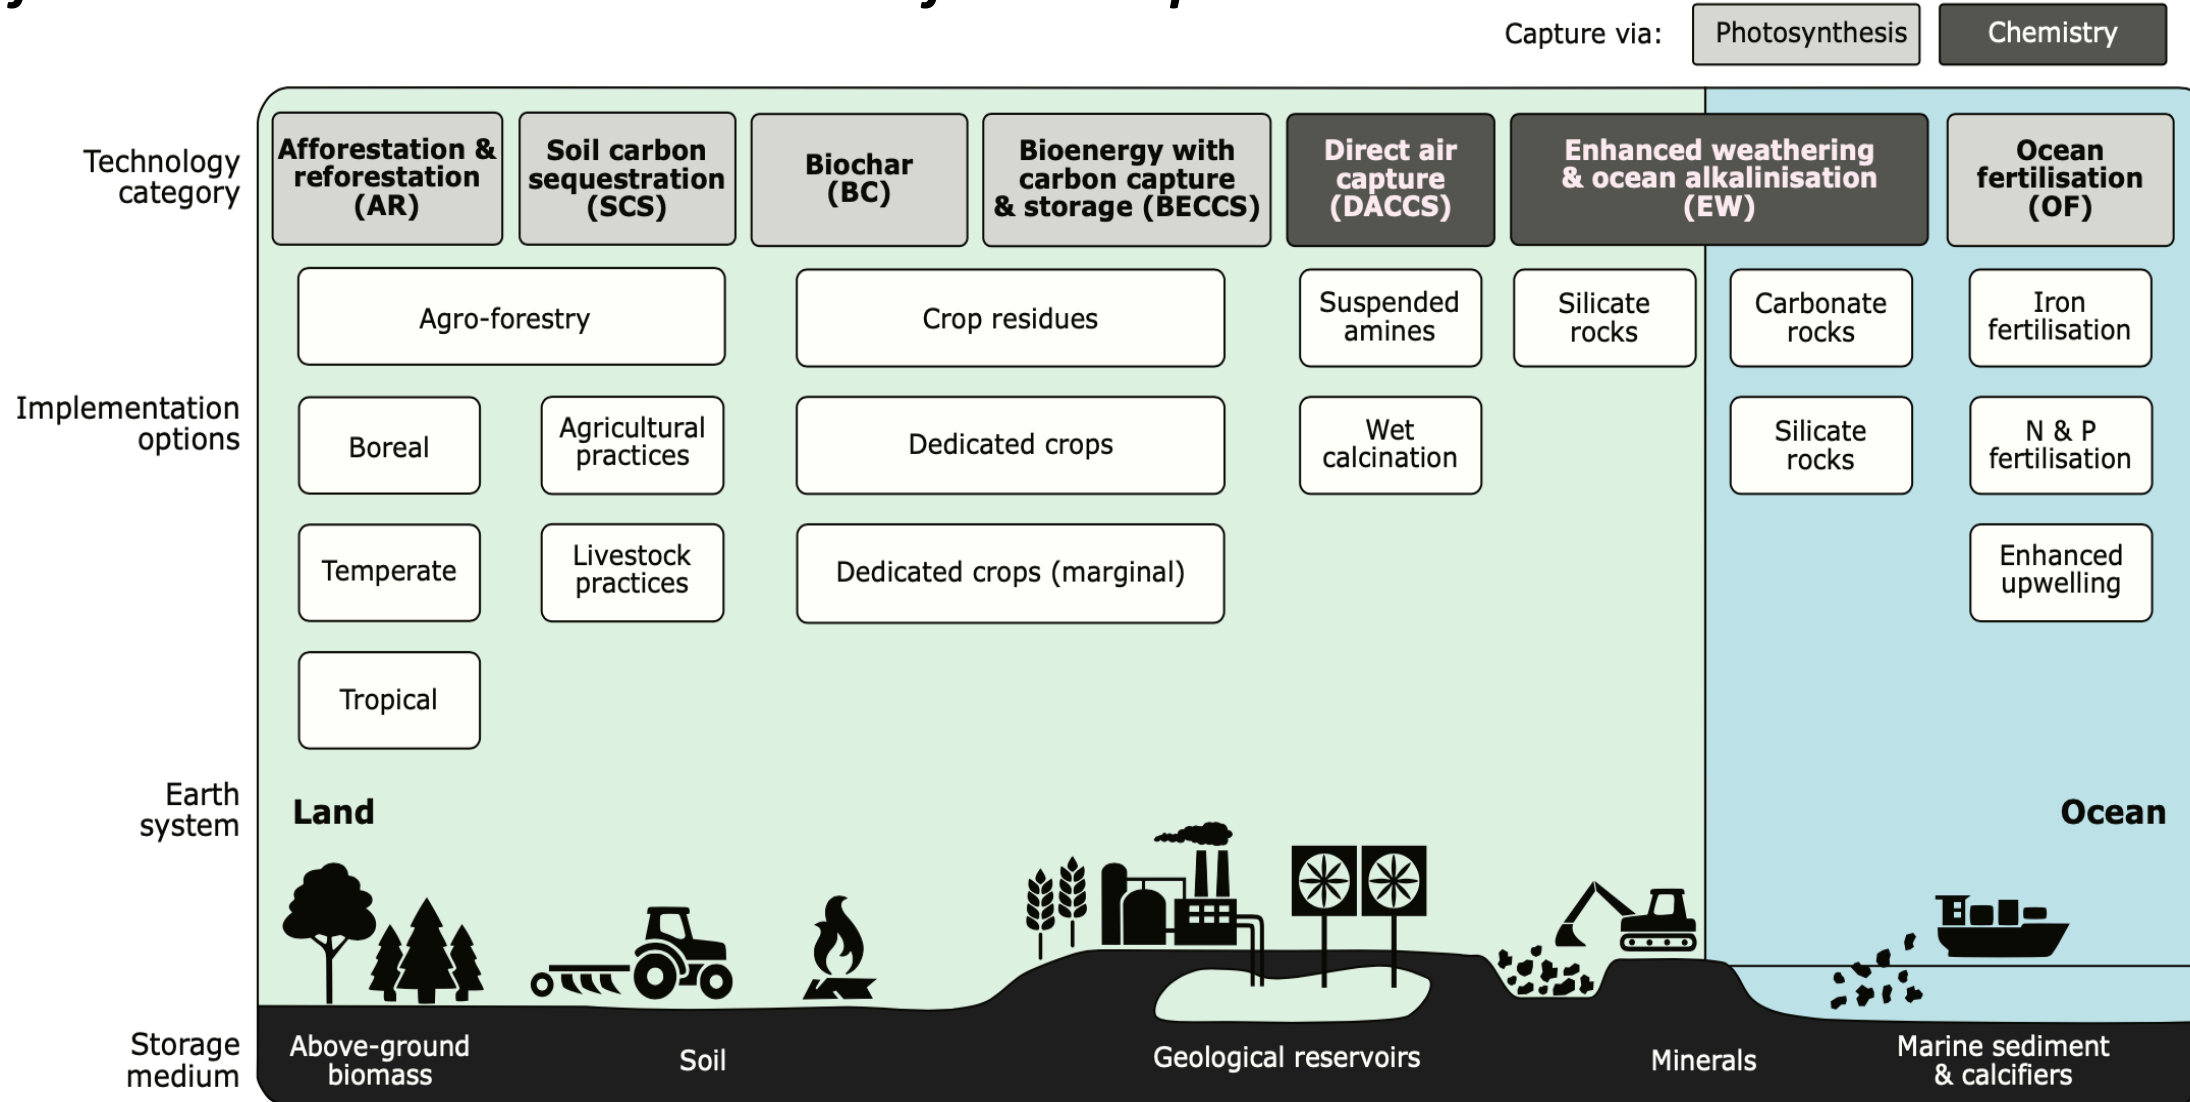 Capture via:
Photosynthesis
Chemistry
Technology
category
Afforestation &
reforestation
(AR)
Soil carbon
sequestration
(SCS)
Biochar
(BC)
Bioenergy with
carbon capture
& storage (BECCS)
Direct air
capture
(DACCS)
Enhanced weathering
& ocean alkalinisation
(EW)
Ocean
fertilisation
(OF)
Implementation
options
Agro-forestry
Crop residues
Suspended
amines
Silicate
rocks
Carbonate
rocks
Iron
fertilisation
Boreal
Agricultural
practices
Dedicated crops
Wet
calcination
Silicate
rocks
N & P
fertilisation
Temperate
Livestock
practices
Dedicated crops (marginal)
Enhanced
upwelling
Tropical
Earth
system
Land
Ocean
Storage
medium
Above-ground
biomass
Soil
Geological reservoirs
Minerals
Marine sediment
& calcifiers